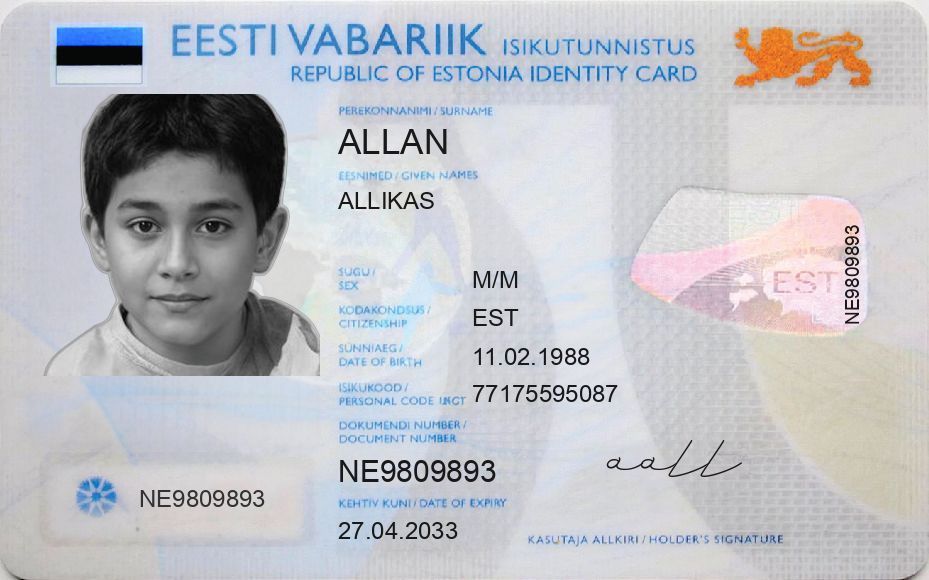 EESTI VABARIIK ISIKUTUNNISTUS
REPUBLIC OF ESTONIA IDENTITY CARD
PEREKONNANIMI / SURNAME
ALLAN
EESNIMED / GIVEN NAMES
ALLIKAS
SUGU /
SEX
M/M
KODAKONDSUS /
CITIZENSHIP
EST
SÜNNIAEG /
DATE OF BIRTH
11.02.1988
ISIKUKOOD /
PERSONAL CODE
77175595087
DOKUMENDI NUMBER /
DOCUMENT NUMBER
NE9809893
KEHTIV KUNI / DATE OF EXPIRY
27.04.2033
NE9809893
EST
NE9809893
aall
KASUTAJA ALLKIRI / HOLDER'S SIGNATURE